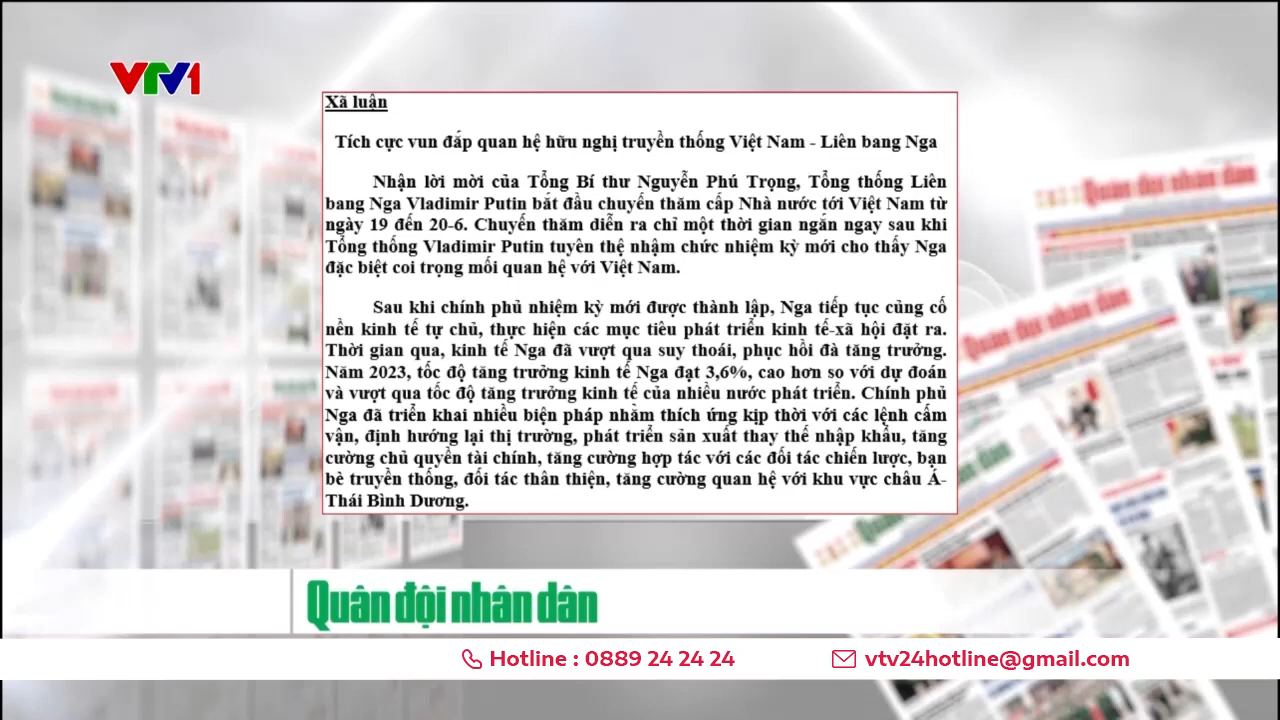 VTV1
Xã luận
Tích cực vun đắp quan hệ hữu nghị truyền thống Việt Nam - Liên bang Nga
Nhận lời mời của Tổng Bí thư Nguyễn Phú Trọng, Tổng thống Liên
bang Nga Vladimir Putin bắt đầu chuyến thăm cấp Nhà nước tới Việt Nam từ
ngày 19 đến 20-6. Chuyến thăm diễn ra chỉ một thời gian ngắn ngay sau khi
Tổng thống Vladimir Putin tuyên thệ nhậm chức nhiệm kỳ mới cho thấy Nga
đặc biệt coi trọng mối quan hệ với Việt Nam.
Sau khi chính phủ nhiệm kỳ mới được thành lập, Nga tiếp tục củng cố
nền kinh tế tự chủ, thực hiện các mục tiêu phát triển kinh tế-xã hội đặt ra.
Thời gian qua, kinh tế Nga đã vượt qua suy thoái, phục hồi đà tăng trưởng.
Năm 2023, tốc độ tăng trưởng kinh tế Nga đạt 3,6%, cao hơn so với dự đoán
và vượt qua tốc độ tăng trưởng kinh tế của nhiều nước phát triển. Chính phủ
Nga đã triển khai nhiều biện pháp nhằm thích ứng kịp thời với các lệnh cấm
vận, định hướng lại thị trường, phát triển sản xuất thay thế nhập khẩu, tăng
cường chủ quyền tài chính, tăng cường hợp tác với các đối tác chiến lược, bạn
bè truyền thống, đối tác thân thiện, tăng cường quan hệ với khu vực châu Á-
Thái Bình Dương.
Quân đội nhân dân
Quân đội nhân dân
Quân đội nhân dân
Hotline : 0889 24 24 24
vtv24hotline@gmail.com